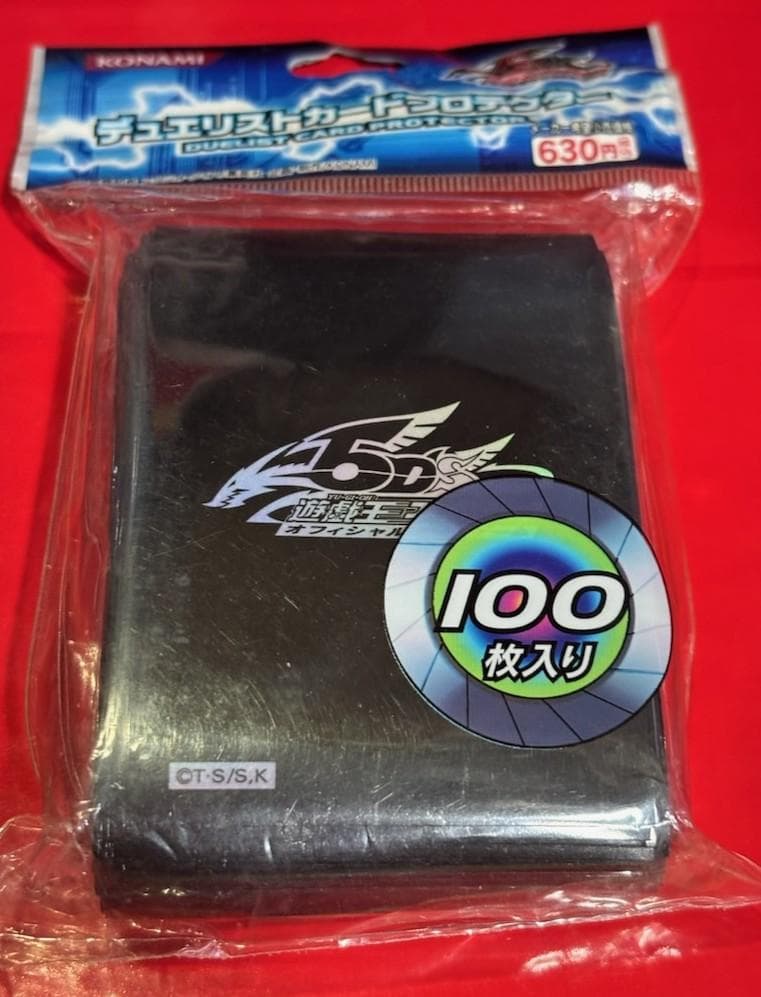 KONAMI
デュエリストカードプロテクター
DUELIST CARD PROTECTOR
630円
5D's
YU-GI-OH!
遊戯王
オフィシャル
100
枚入り
©T・S/S,K